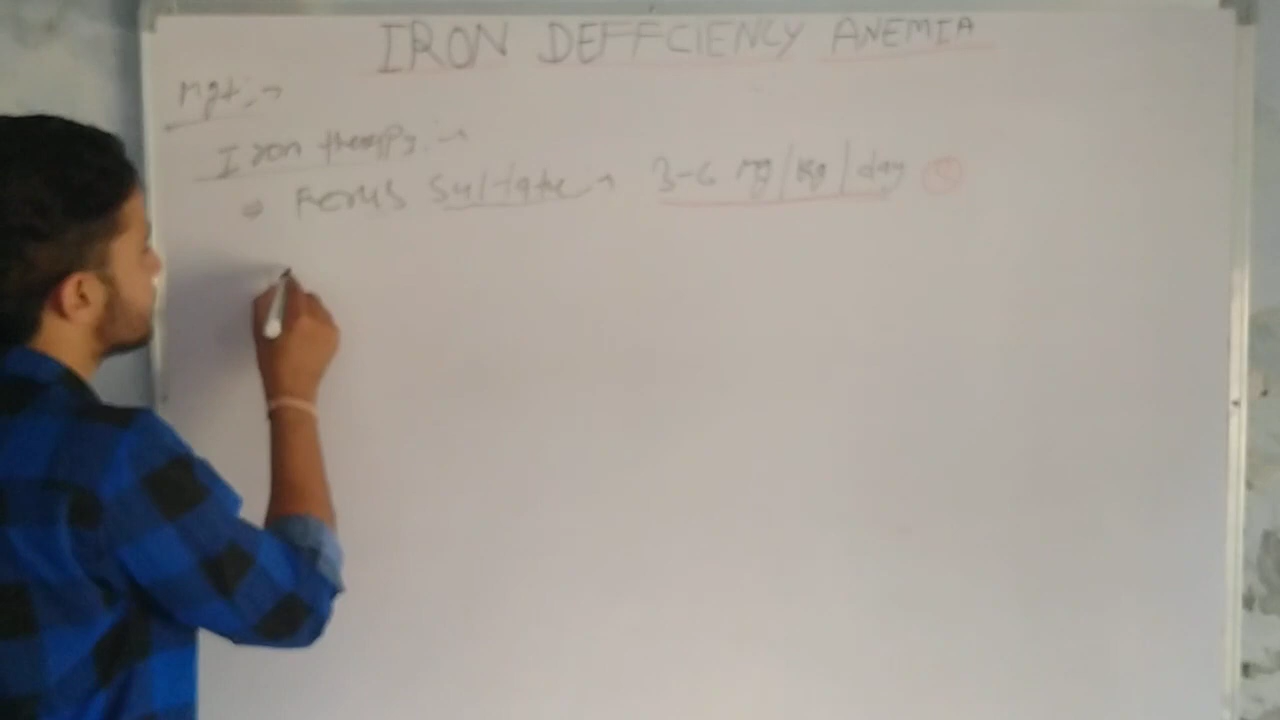 IRON DEFFCIENCY ANEMIA
Mgt :→
Iron therapy :→
⇒ Ferrus Sulfate → 3-6 mg/kg/day